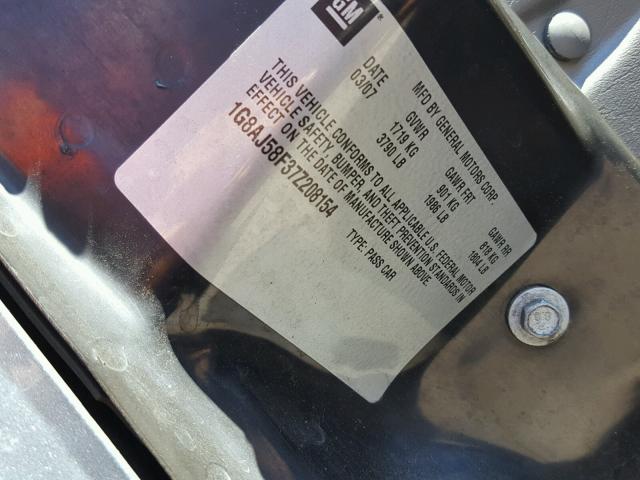 GM
®
MFD BY GENERAL MOTORS CORP.
DATE GVWR GAWR FRT GAWR RR
03/07 1719 KG 901 KG 818 KG
3790 LB 1986 LB 1804 LB
THIS VEHICLE CONFORMS TO ALL APPLICABLE U.S. FEDERAL MOTOR
VEHICLE SAFETY, BUMPER, AND THEFT PREVENTION STANDARDS IN
EFFECT ON THE DATE OF MANUFACTURE SHOWN ABOVE.
1G8AJ58F37Z208154 TYPE: PASS CAR